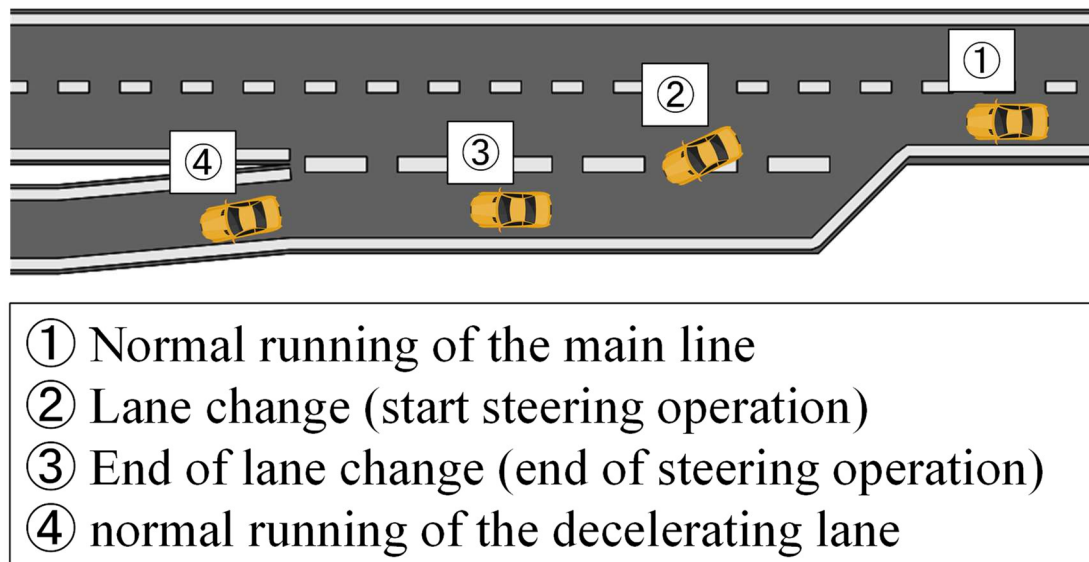 ①
②
③
④
① Normal running of the main line
② Lane change (start steering operation)
③ End of lane change (end of steering operation)
④ normal running of the decelerating lane